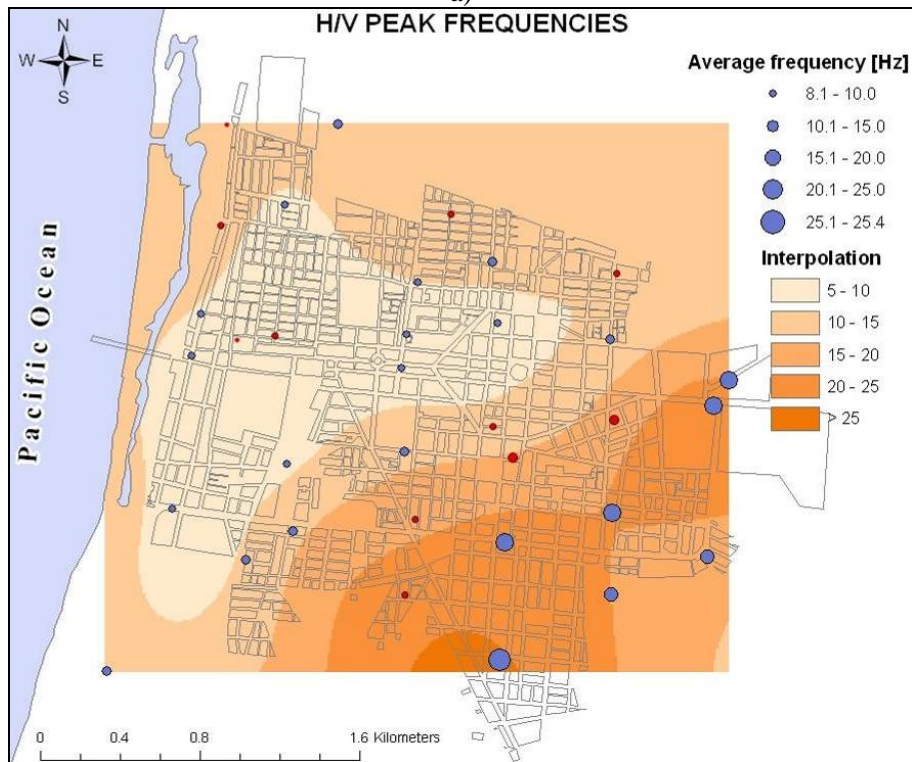 a)
H/V PEAK FREQUENCIES
N
W E
S
Average frequency [Hz]
8.1 - 10.0
10.1 - 15.0
15.1 - 20.0
20.1 - 25.0
25.1 - 25.4
Interpolation
5 - 10
10 - 15
15 - 20
20 - 25
> 25
Pacific Ocean
0 0.4 0.8 1.6 Kilometers